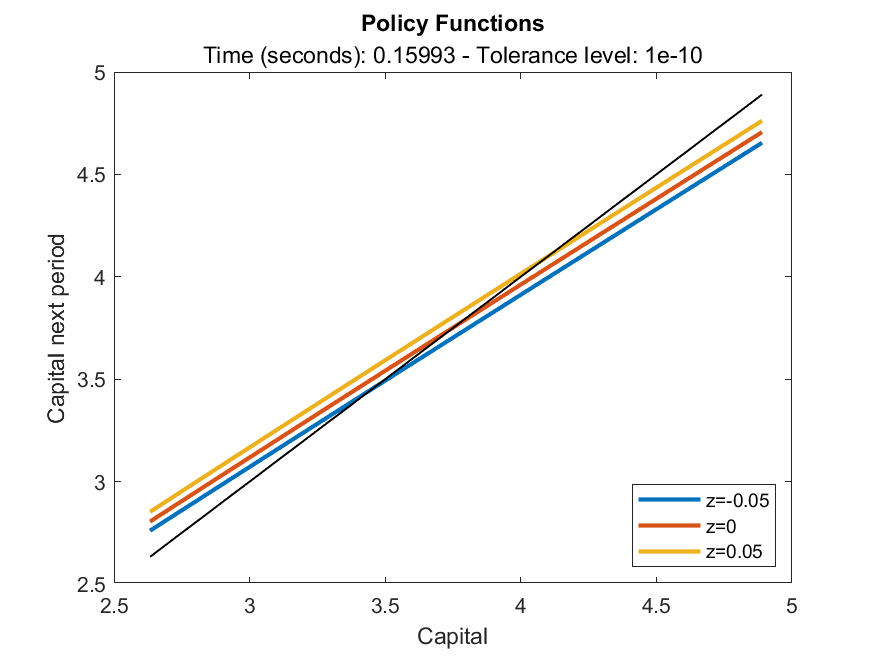 Policy Functions
Time (seconds): 0.15993 - Tolerance level: 1e-10
Capital next period
5
4.5
4
3.5
3
2.5
2.5
3
3.5
4
4.5
5
Capital
z=-0.05
z=0
z=0.05